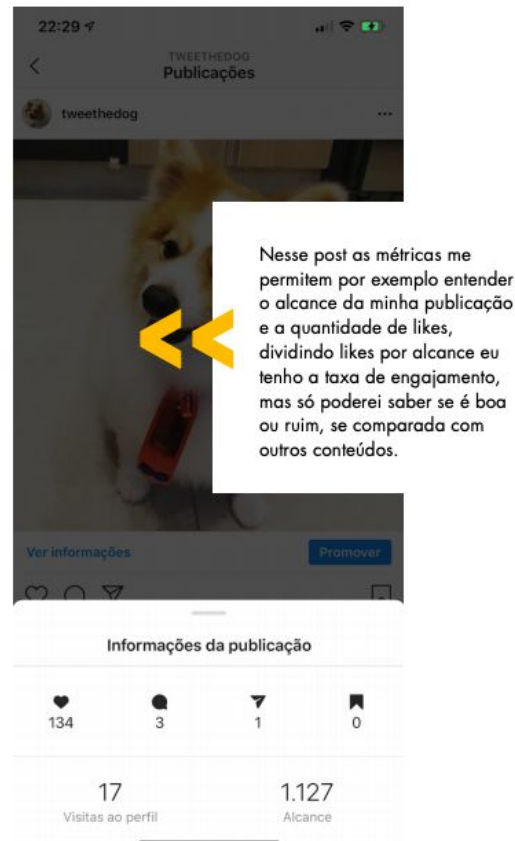 22:29
TWEETHEDOG
Publicações
tweethedog
Nesse post as métricas me
permitem por exemplo entender
o alcance da minha publicação
e a quantidade de likes,
dividindo likes por alcance eu
tenho a taxa de engajamento,
mas só poderei saber se é boa
ou ruim, se comparada com
outros conteúdos.
Ver informações
Promover
Informações da publicação
134 3 1 0
17 1.127
Visitas ao perfil Alcance